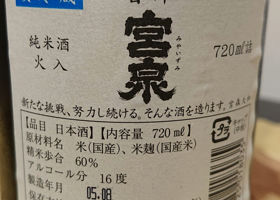 純米酒
火入
宮泉
みやいずみ
720ml詰
新たな挑戦、努力し続ける。そんな酒を造ります。
【品目 日本酒】【内容量 720ml】
原材料名 米(国産)、米麹(国産米)
精米歩合 60%
アルコール分 16度
製造年月 05.08